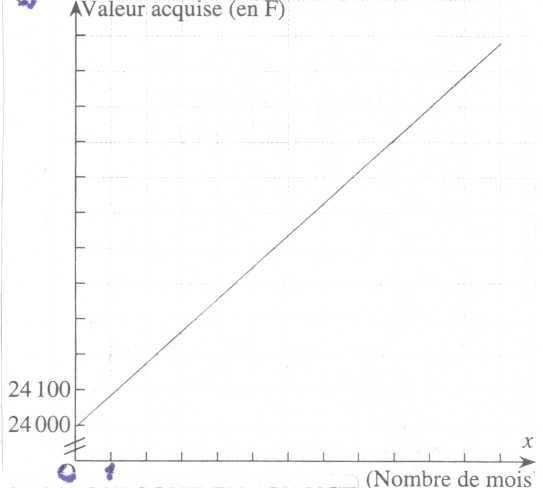 Valeur acquise (en F)
24 100
24 000
x
0 1
(Nombre de mois)